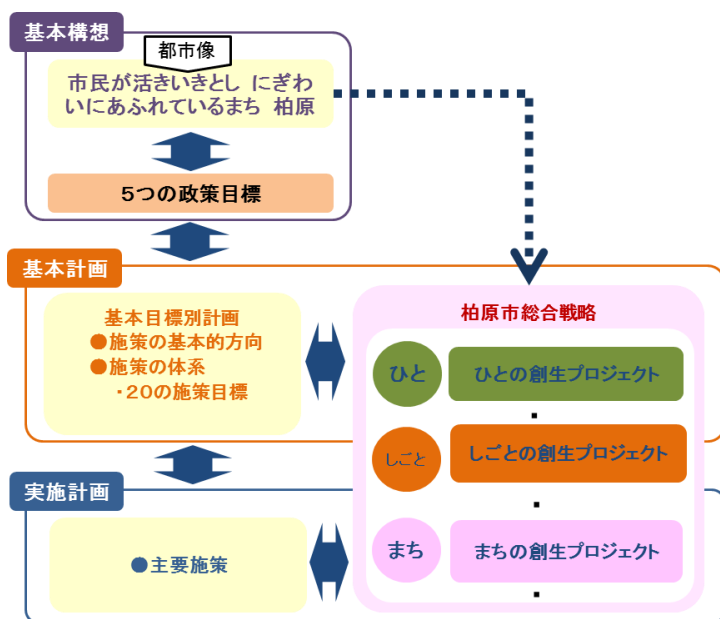 基本構想
都市像
市民が活きいきとし にぎわ
いにあふれているまち 柏原
5つの政策目標
基本計画
基本目標別計画
●施策の基本的方向
●施策の体系
・20の施策目標
柏原市総合戦略
ひと
ひとの創生プロジェクト
しごと
しごとの創生プロジェクト
まち
まちの創生プロジェクト
実施計画
●主要施策